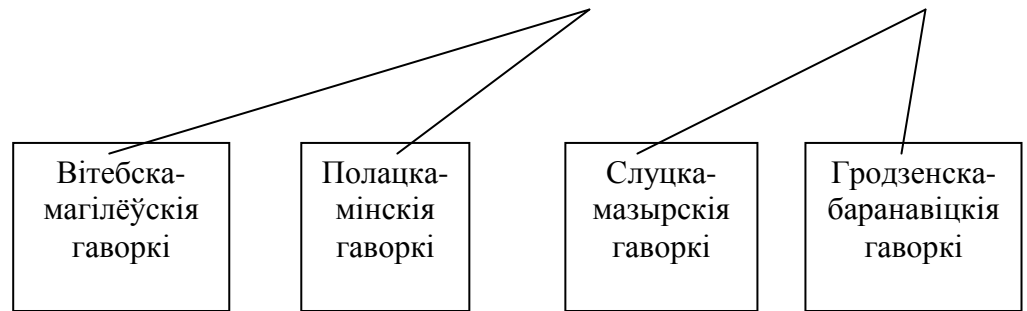 Вітебска-
магілёўскія
гаворкі
Полацка-
мінскія
гаворкі
Слуцка-
мазырскія
гаворкі
Гродзенска-
баранавіцкія
гаворкі